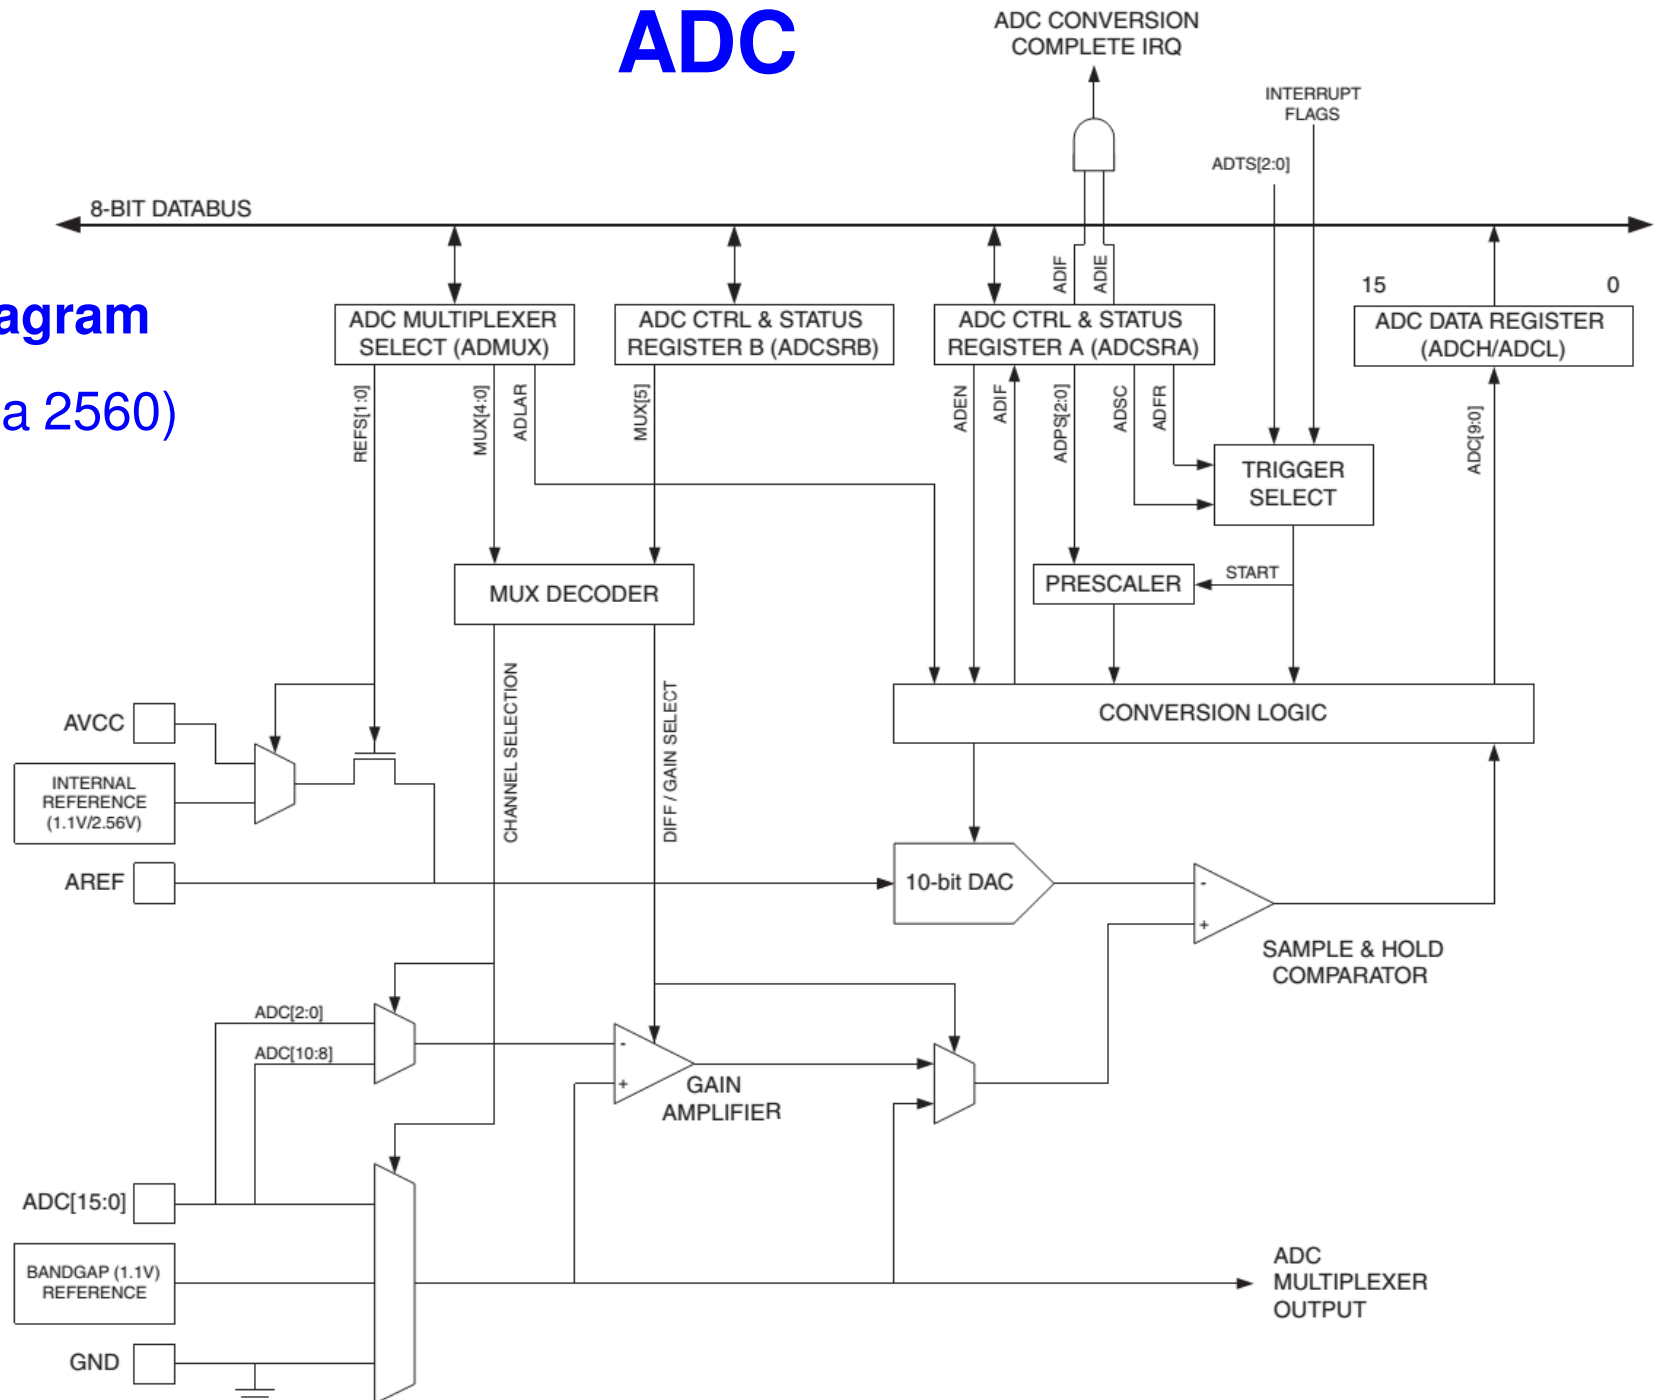 ADC
ADC CONVERSION
COMPLETE IRQ
INTERRUPT
FLAGS
ADTS[2:0]
8-BIT DATABUS
ADIF
ADIE
15
0
agram
a 2560)
ADC MULTIPLEXER
SELECT (ADMUX)
ADC CTRL & STATUS
REGISTER B (ADCSRB)
ADC CTRL & STATUS
REGISTER A (ADCSRA)
ADC DATA REGISTER
(ADCH/ADCL)
REFS[1:0]
MUX[4:0]
ADLAR
MUX[5]
ADEN
ADIF
ADPS[2:0]
ADSC
ADFR
ADC[9:0]
TRIGGER
SELECT
MUX DECODER
PRESCALER
START
CHANNEL SELECTION
DIFF / GAIN SELECT
CONVERSION LOGIC
AVCC
INTERNAL
REFERENCE
(1.1V/2.56V)
AREF
10-bit DAC
-
+
SAMPLE & HOLD
COMPARATOR
ADC[2:0]
ADC[10:8]
-
+
GAIN
AMPLIFIER
ADC[15:0]
BANDGAP (1.1V)
REFERENCE
ADC
MULTIPLEXER
OUTPUT
GND